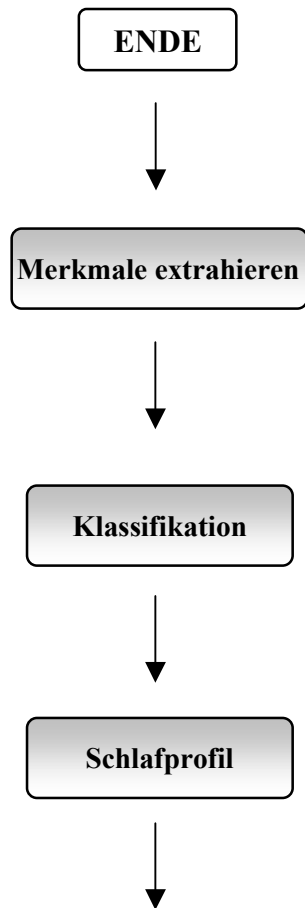 ENDE
Merkmale extrahieren
Klassifikation
Schlafprofil